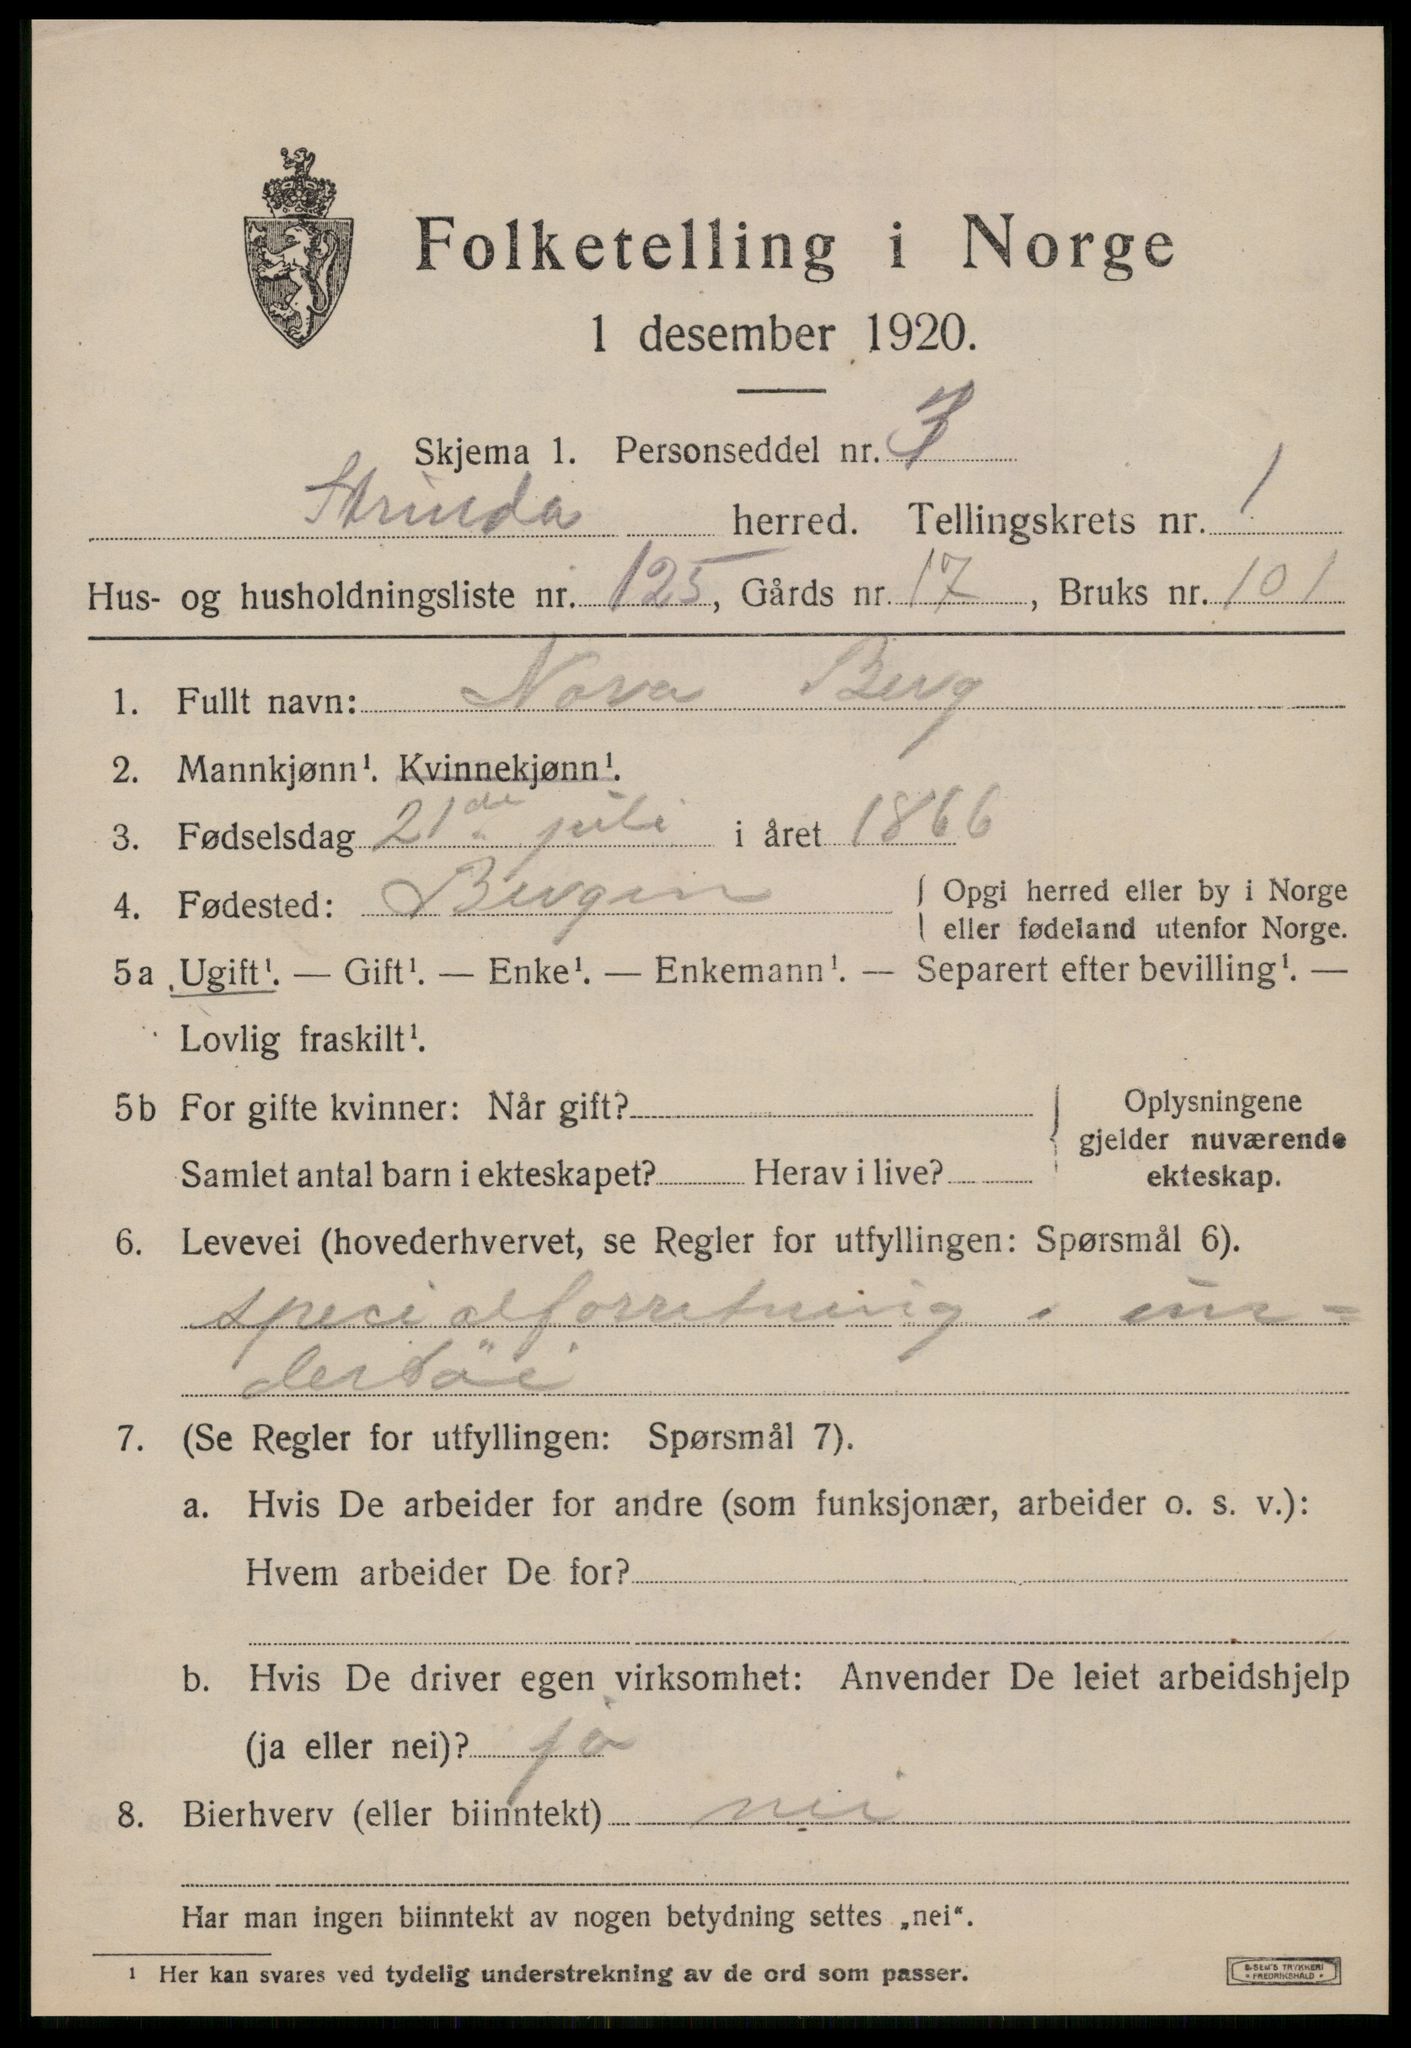 Folketelling i Norge
1 desember 1920.
Skjema 1. Personseddel nr. 3
Strinda herred. Tellingskrets nr. 1
Hus- og husholdningsliste nr. 125, Gårds nr. 17, Bruks nr. 101
1. Fullt navn: Nora Berg
2. Mannkjønn¹. Kvinnekjønn¹.
3. Fødselsdag 21de juli i året 1866
4. Fødested: Bergen { Opgi herred eller by i Norge
eller fødeland utenfor Norge.
5a Ugift¹. — Gift¹. — Enke¹. — Enkemann¹. — Separert efter bevilling¹. —
Lovlig fraskilt¹.
5b For gifte kvinner: Når gift?
Samlet antal barn i ekteskapet? Herav i live?
Oplysningene
gjelder nuværende
ekteskap.
6. Levevei (hovederhvervet, se Regler for utfyllingen: Spørsmål 6).
specialforretning i un=
dertöi
7. (Se Regler for utfyllingen: Spørsmål 7).
a. Hvis De arbeider for andre (som funksjonær, arbeider o. s. v.):
Hvem arbeider De for?
b. Hvis De driver egen virksomhet: Anvender De leiet arbeidshjelp
(ja eller nei)? ja
8. Bierhverv (eller biinntekt) nei
Har man ingen biinntekt av nogen betydning settes „nei“.
¹ Her kan svares ved tydelig understrekning av de ord som passer.
E. SEM'S TRYKKERI
FREDRIKSHALD